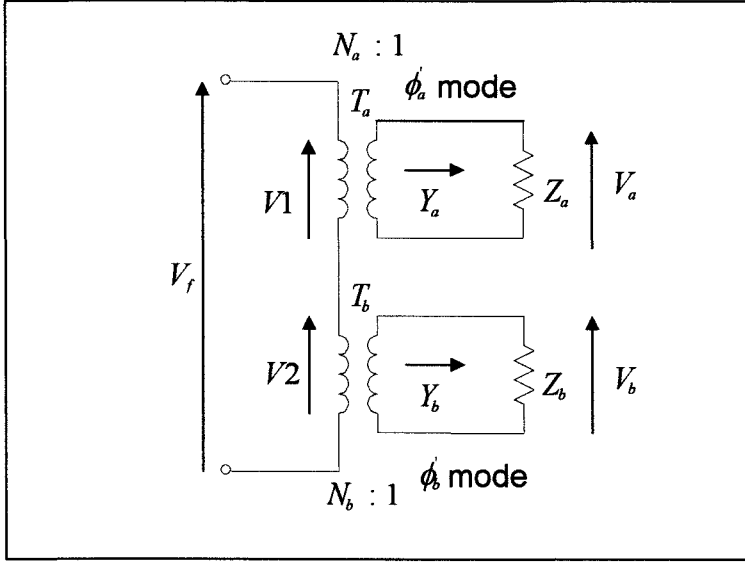 N_a : 1
T_a
ϕ'_a mode
V1
Y_a
Z_a
V_a
V_f
T_b
V2
Y_b
Z_b
V_b
N_b : 1
ϕ'_b mode